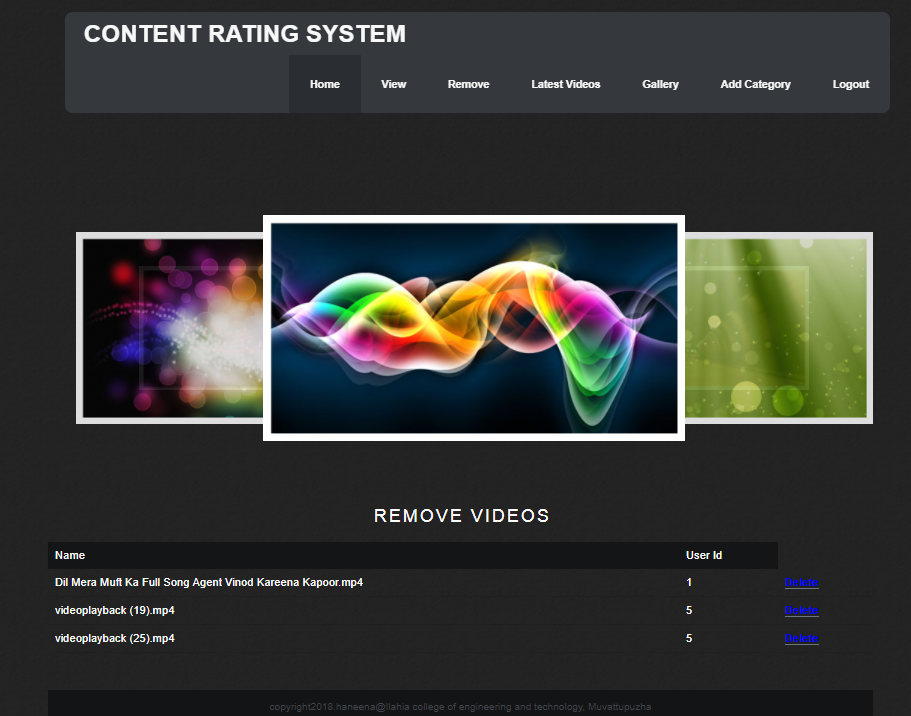 CONTENT RATING SYSTEM
Home View Remove Latest Videos Gallery Add Category Logout
REMOVE VIDEOS
Name User Id
Dil Mera Muft Ka Full Song Agent Vinod Kareena Kapoor.mp4 1 Delete
videoplayback (19).mp4 5 Delete
videoplayback (25).mp4 5 Delete
copyright2018.haneena@Ilahia college of engineering and technology, Muvattupuzha